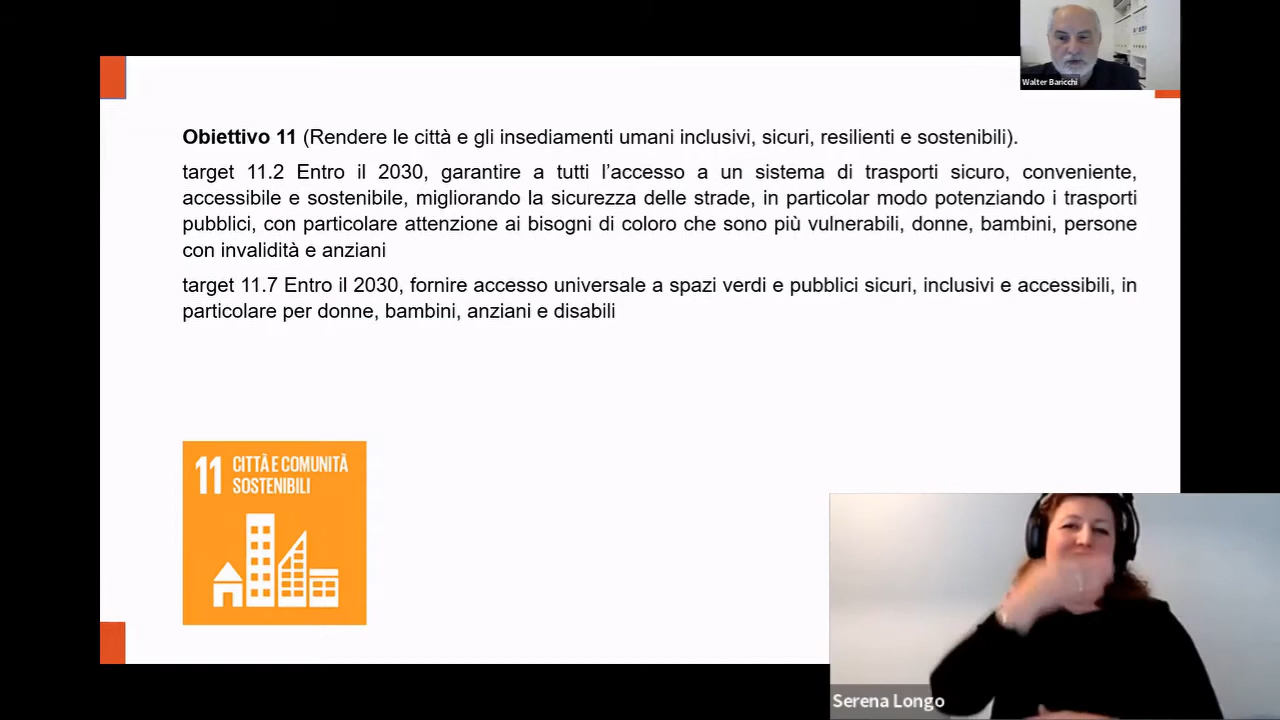 Walter Baricchi
Obiettivo 11 (Rendere le città e gli insediamenti umani inclusivi, sicuri, resilienti e sostenibili).
target 11.2 Entro il 2030, garantire a tutti l’accesso a un sistema di trasporti sicuro, conveniente,
accessibile e sostenibile, migliorando la sicurezza delle strade, in particolar modo potenziando i trasporti
pubblici, con particolare attenzione ai bisogni di coloro che sono più vulnerabili, donne, bambini, persone
con invalidità e anziani
target 11.7 Entro il 2030, fornire accesso universale a spazi verdi e pubblici sicuri, inclusivi e accessibili, in
particolare per donne, bambini, anziani e disabili
11 CITTÀ E COMUNITÀ
SOSTENIBILI
Serena Longo